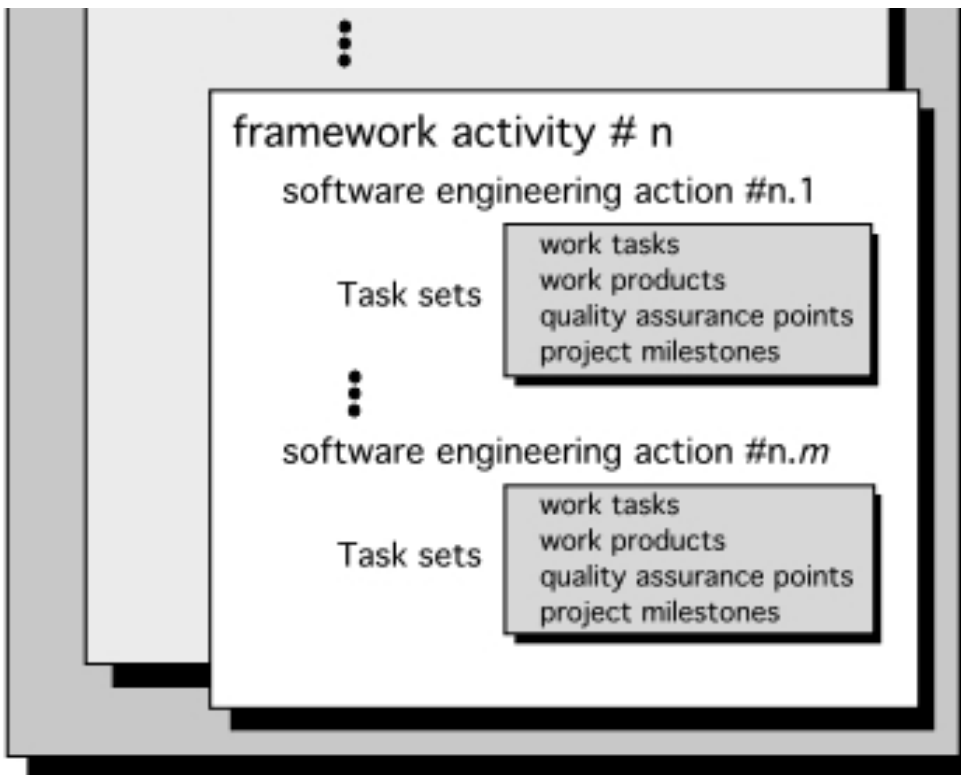 framework activity # n
software engineering action #n.1
Task sets
work tasks
work products
quality assurance points
project milestones
software engineering action #n.m
Task sets
work tasks
work products
quality assurance points
project milestones